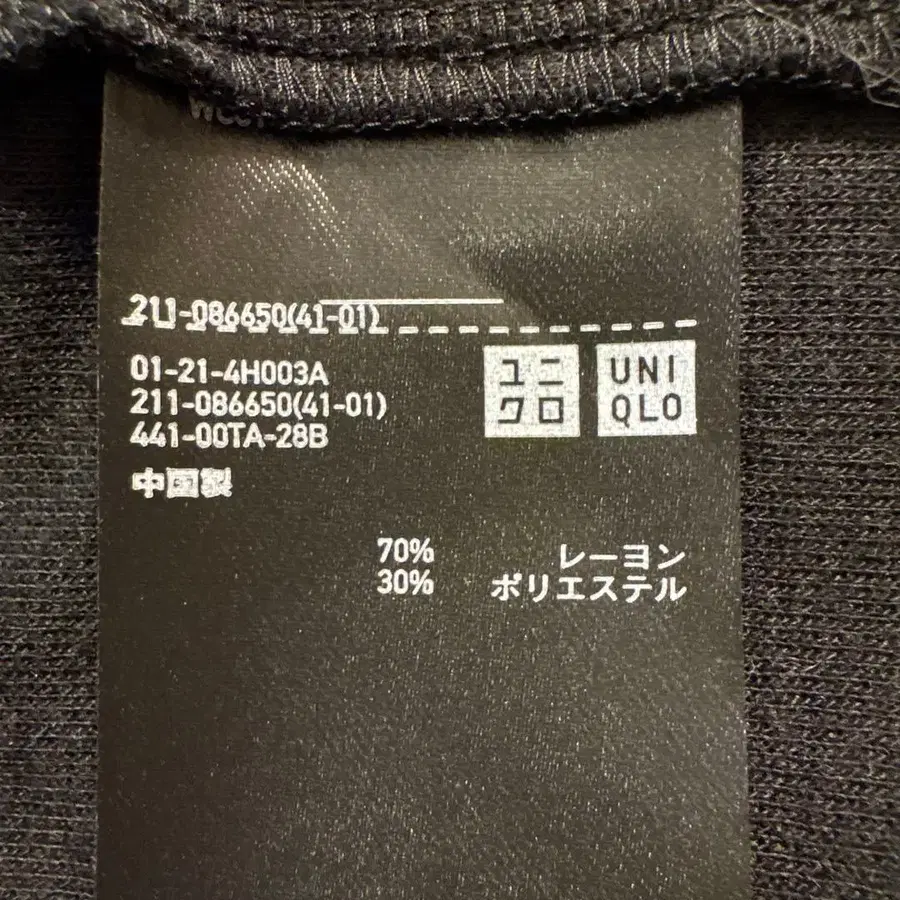 211-086650(41-01)
01-21-4H003A
211-086650(41-01)
441-00TA-28B
中国製
ユニ
クロ
UNI
QLO
70% レーヨン
30% ポリエステル